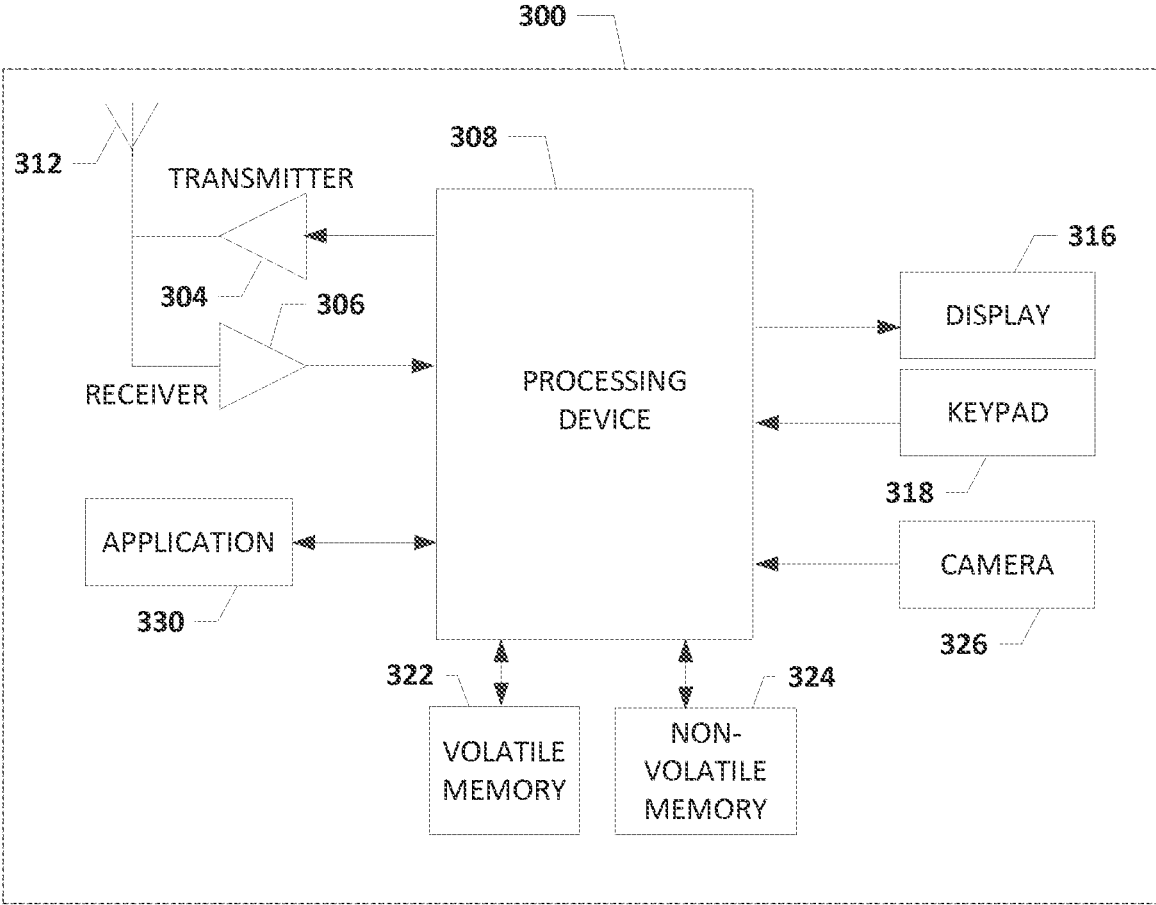 300
312
308
TRANSMITTER
316
304
306
DISPLAY
RECEIVER
PROCESSING
DEVICE
KEYPAD
318
APPLICATION
CAMERA
330
326
322
324
VOLATILE
MEMORY
NON-
VOLATILE
MEMORY